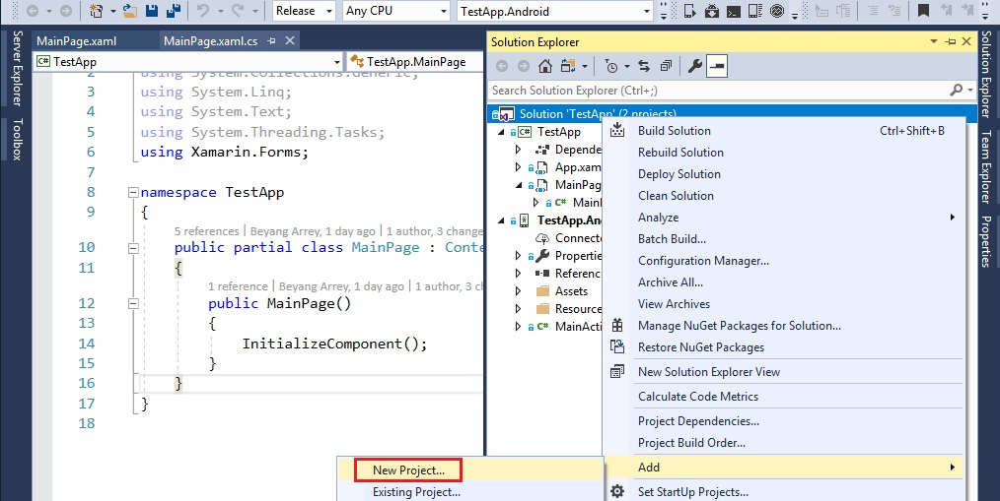 Release
Any CPU
TestApp.Android
Server Explorer
Toolbox
MainPage.xaml
MainPage.xaml.cs
TestApp
TestApp.MainPage
2 using System.Collections.Generic;
3 using System.Linq;
4 using System.Text;
5 using System.Threading.Tasks;
6 using Xamarin.Forms;
7
8 namespace TestApp
9 {
5 references | Beyang Arrey, 1 day ago | 1 author, 3 change
10 public partial class MainPage : Conte
11 {
1 reference | Beyang Arrey, 1 day ago | 1 author, 3 ch
12 public MainPage()
13 {
14 InitializeComponent();
15 }
16 }
17 }
18
Solution Explorer
Search Solution Explorer (Ctrl+;)
Solution 'TestApp' (2 projects)
C# TestApp
Depende
App.xam
MainPag
C# Main
TestApp.An
Connecte
Propertie
Referenc
Assets
Resource
C# MainActi
Build Solution Ctrl+Shift+B
Rebuild Solution
Deploy Solution
Clean Solution
Analyze
Batch Build...
Configuration Manager...
Archive All...
View Archives
Manage NuGet Packages for Solution...
Restore NuGet Packages
New Solution Explorer View
Calculate Code Metrics
Project Dependencies...
Project Build Order...
Add
Set StartUp Projects...
New Project...
Existing Project...
Solution Explorer
Team Explorer
Properties